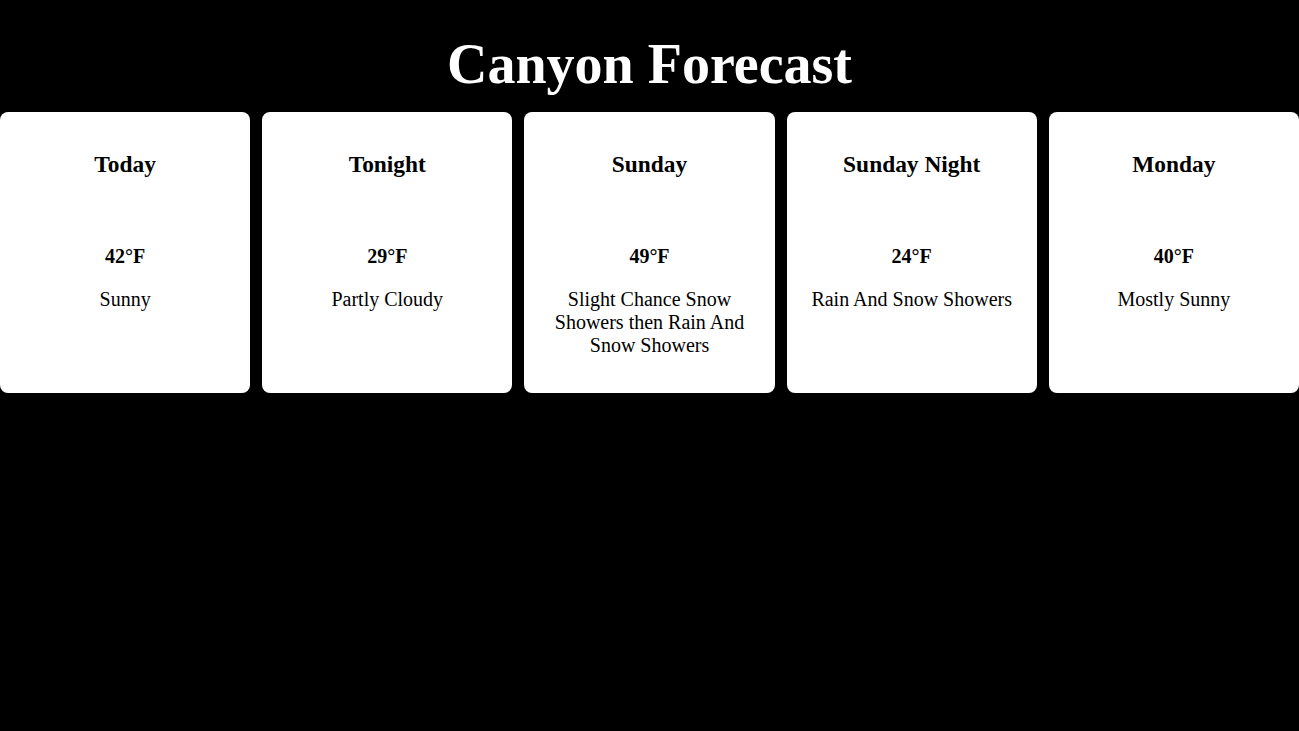 Canyon Forecast
Today
42°F
Sunny
Tonight
29°F
Partly Cloudy
Sunday
49°F
Slight Chance Snow
Showers then Rain And
Snow Showers
Sunday Night
24°F
Rain And Snow Showers
Monday
40°F
Mostly Sunny